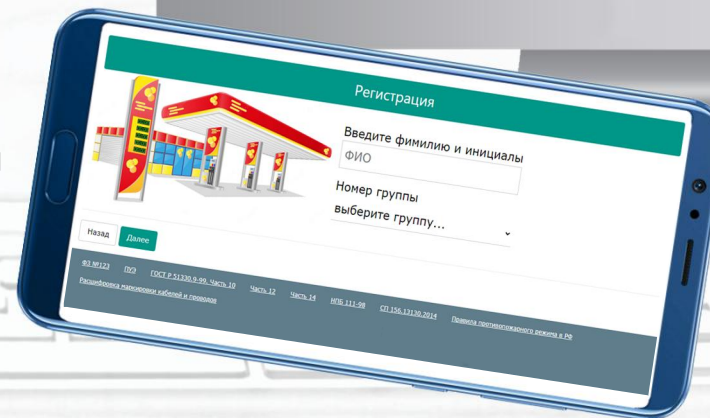 Регистрация
Введите фимилию и инициалы
ФИО
Номер группы
выберите группу...
Назад
Далее
ФЗ №123 ПУЭ ГОСТ Р 51330.9-99. Часть 10 Часть 12 Часть 14 НПБ 111-98 СП 156.13130.2014 Правила противопожарного режима в РФ
Расшифровка маркировки кабелей и проводов